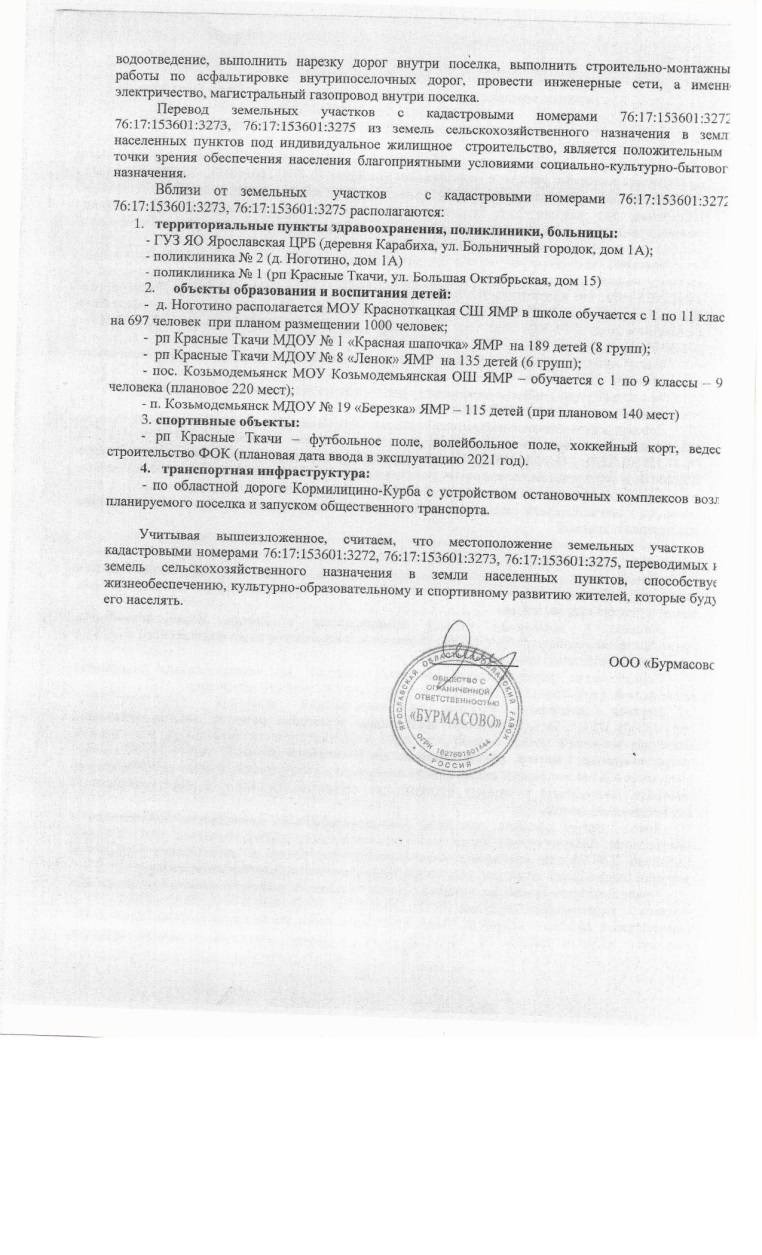 водоотведение, выполнить нарезку дорог внутри поселка, выполнить строительно-монтажны
работы по асфальтировке внутрипоселочных дорог, провести инженерные сети, а именн
электричество, магистральный газопровод внутри поселка.
Перевод земельных участков с кадастровыми номерами 76:17:153601:3272
76:17:153601:3273, 76:17:153601:3275 из земель сельскохозяйственного назначения в земл
населенных пунктов под индивидуальное жилищное строительство, является положительным
точки зрения обеспечения населения благоприятными условиями социально-культурно-бытовог
назначения.
Вблизи от земельных участков с кадастровыми номерами 76:17:153601:3272
76:17:153601:3273, 76:17:153601:3275 располагаются:
1. территориальные пункты здравоохранения, поликлиники, больницы:
- ГУЗ ЯО Ярославская ЦРБ (деревня Карабиха, ул. Больничный городок, дом 1А);
- поликлиника № 2 (д. Ноготино, дом 1А)
- поликлиника № 1 (рп Красные Ткачи, ул. Большая Октябрьская, дом 15)
2. объекты образования и воспитания детей:
- д. Ноготино располагается МОУ Красноткацкая СШ ЯМР в школе обучается с 1 по 11 клас
на 697 человек при планом размещении 1000 человек;
- рп Красные Ткачи МДОУ № 1 «Красная шапочка» ЯМР на 189 детей (8 групп);
- рп Красные Ткачи МДОУ № 8 «Ленок» ЯМР на 135 детей (6 групп);
- пос. Козьмодемьянск МОУ Козьмодемьянская ОШ ЯМР – обучается с 1 по 9 классы – 9
человека (плановое 220 мест);
- п. Козьмодемьянск МДОУ № 19 «Березка» ЯМР – 115 детей (при плановом 140 мест)
3. спортивные объекты:
- рп Красные Ткачи – футбольное поле, волейбольное поле, хоккейный корт, ведес
строительство ФОК (плановая дата ввода в эксплуатацию 2021 год).
4. транспортная инфраструктура:
- по областной дороге Кормилицино-Курба с устройством остановочных комплексов возл
планируемого поселка и запуском общественного транспорта.
Учитывая вышеизложенное, считаем, что местоположение земельных участков
кадастровыми номерами 76:17:153601:3272, 76:17:153601:3273, 76:17:153601:3275, переводимых
земель сельскохозяйственного назначения в земли населенных пунктов, способствуе
жизнеобеспечению, культурно-образовательному и спортивному развитию жителей, которые буду
его населять.
ООО «Бурмасовс
ЯРОСЛАВСКАЯ ОБЛАСТЬ ЯРОСЛАВСКИЙ РАЙОН
ОБЩЕСТВО С
ОГРАНИЧЕННОЙ
ОТВЕТСТВЕННОСТЬЮ
«БУРМАСОВО»
ОГРН 1027601601444
РОССИЯ